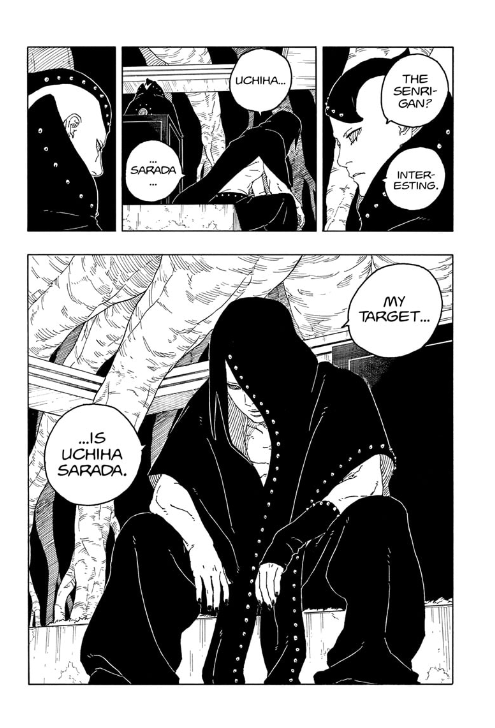 THE
SENRI-
GAN?
INTER-
ESTING.
UCHIHA...
...
SARADA
...
MY
TARGET...
...IS
UCHIHA
SARADA.